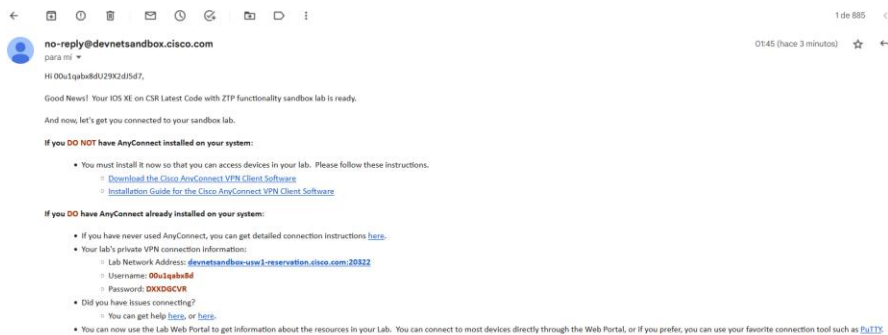 1 de 885
no-reply@devnetsandbox.cisco.com
01:45 (hace 3 minutos)
para mí
Hi 00u1qabx8dU29X2dJ5d7,
Good News! Your IOS XE on CSR Latest Code with ZTP functionality sandbox lab is ready.
And now, let's get you connected to your sandbox lab.
If you DO NOT have AnyConnect installed on your system:
• You must install it now so that you can access devices in your lab. Please follow these instructions.
○ Download the Cisco AnyConnect VPN Client Software
○ Installation Guide for the Cisco AnyConnect VPN Client Software
If you DO have AnyConnect already installed on your system:
• If you have never used AnyConnect, you can get detailed connection instructions here.
• Your lab's private VPN connection information:
○ Lab Network Address: devnetsandbox-usw1-reservation.cisco.com:20322
○ Username: 00u1qabx8d
○ Password: DXXDGCVR
• Did you have issues connecting?
○ You can get help here, or here.
• You can now use the Lab Web Portal to get information about the resources in your Lab. You can connect to most devices directly through the Web Portal, or if you prefer, you can use your favorite connection tool such as PuTTY.